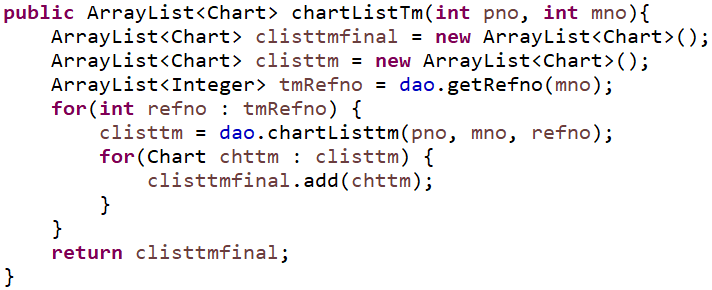 public ArrayList<Chart> chartListTm(int pno, int mno){
    ArrayList<Chart> clisttmfinal = new ArrayList<Chart>();
    ArrayList<Chart> clisttm = new ArrayList<Chart>();
    ArrayList<Integer> tmRefno = dao.getRefno(mno);
    for(int refno : tmRefno) {
        clisttm = dao.chartListtm(pno, mno, refno);
        for(Chart chttm : clisttm) {
            clisttmfinal.add(chttm);
        }
    }
    return clisttmfinal;
}